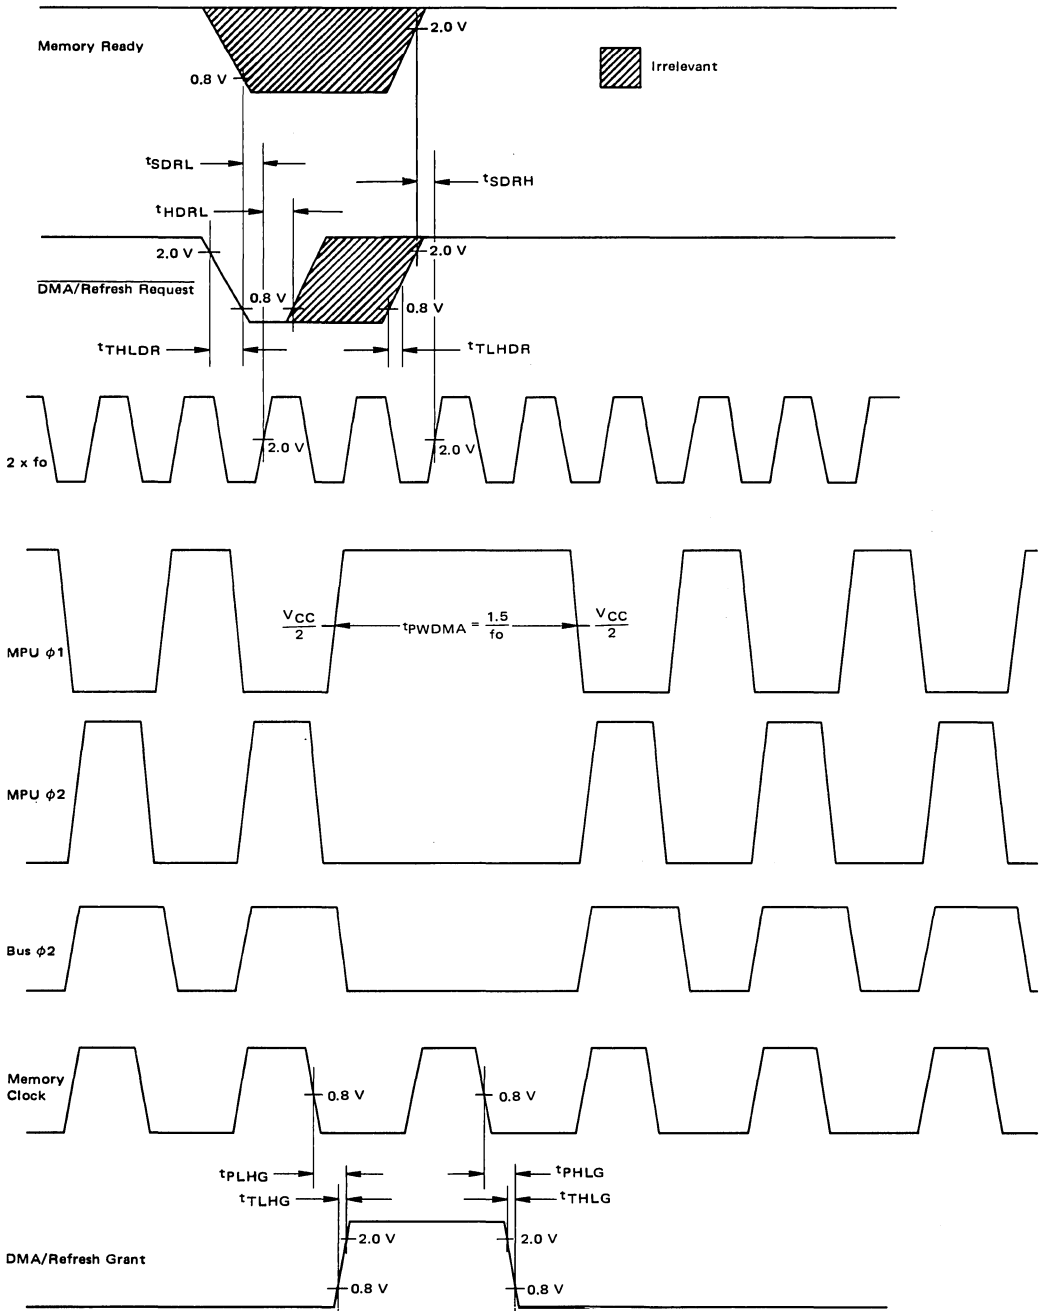 2.0 V
Memory Ready
Irrelevant
0.8 V
tSDRL
tSDRH
tHDRL
2.0 V
2.0 V
DMA/Refresh Request
0.8 V
0.8 V
tTHLDR
tTLHDR
2.0 V
2.0 V
2 x fo
VCC/2
tPWDMA = 1.5/fo
VCC/2
MPU ϕ1
MPU ϕ2
Bus ϕ2
Memory
Clock
0.8 V
0.8 V
tPLHG
tPHLG
tTLHG
tTHLG
2.0 V
2.0 V
DMA/Refresh Grant
0.8 V
0.8 V